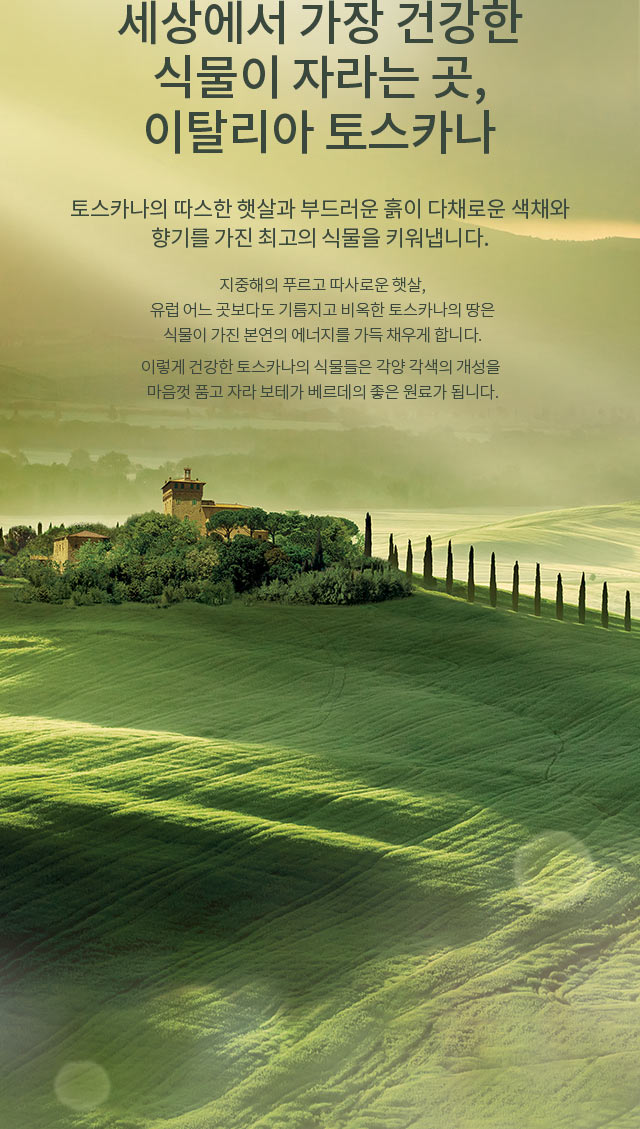 세상에서 가장 건강한
식물이 자라는 곳,
이탈리아 토스카나
토스카나의 따스한 햇살과 부드러운 흙이 다채로운 색채와
향기를 가진 최고의 식물을 키워냅니다.
지중해의 푸르고 따사로운 햇살,
유럽 어느 곳보다도 기름지고 비옥한 토스카나의 땅은
식물이 가진 본연의 에너지를 가득 채우게 합니다.
이렇게 건강한 토스카나의 식물들은 각양 각색의 개성을
마음껏 품고 자라 보테가 베르데의 좋은 원료가 됩니다.